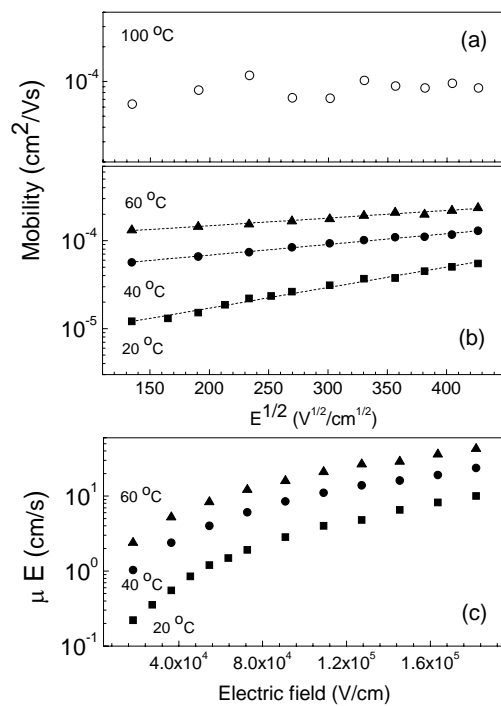 100 °C
(a)
10⁻⁴
Mobility (cm²/Vs)
60 °C
10⁻⁴
40 °C
10⁻⁵
20 °C
(b)
150 200 250 300 350 400
E^1/2 (V^1/2/cm^1/2)
10¹
60 °C
μ E (cm/s)
10⁰
40 °C
20 °C
(c)
10⁻¹
4.0x10⁴ 8.0x10⁴ 1.2x10⁵ 1.6x10⁵
Electric field (V/cm)